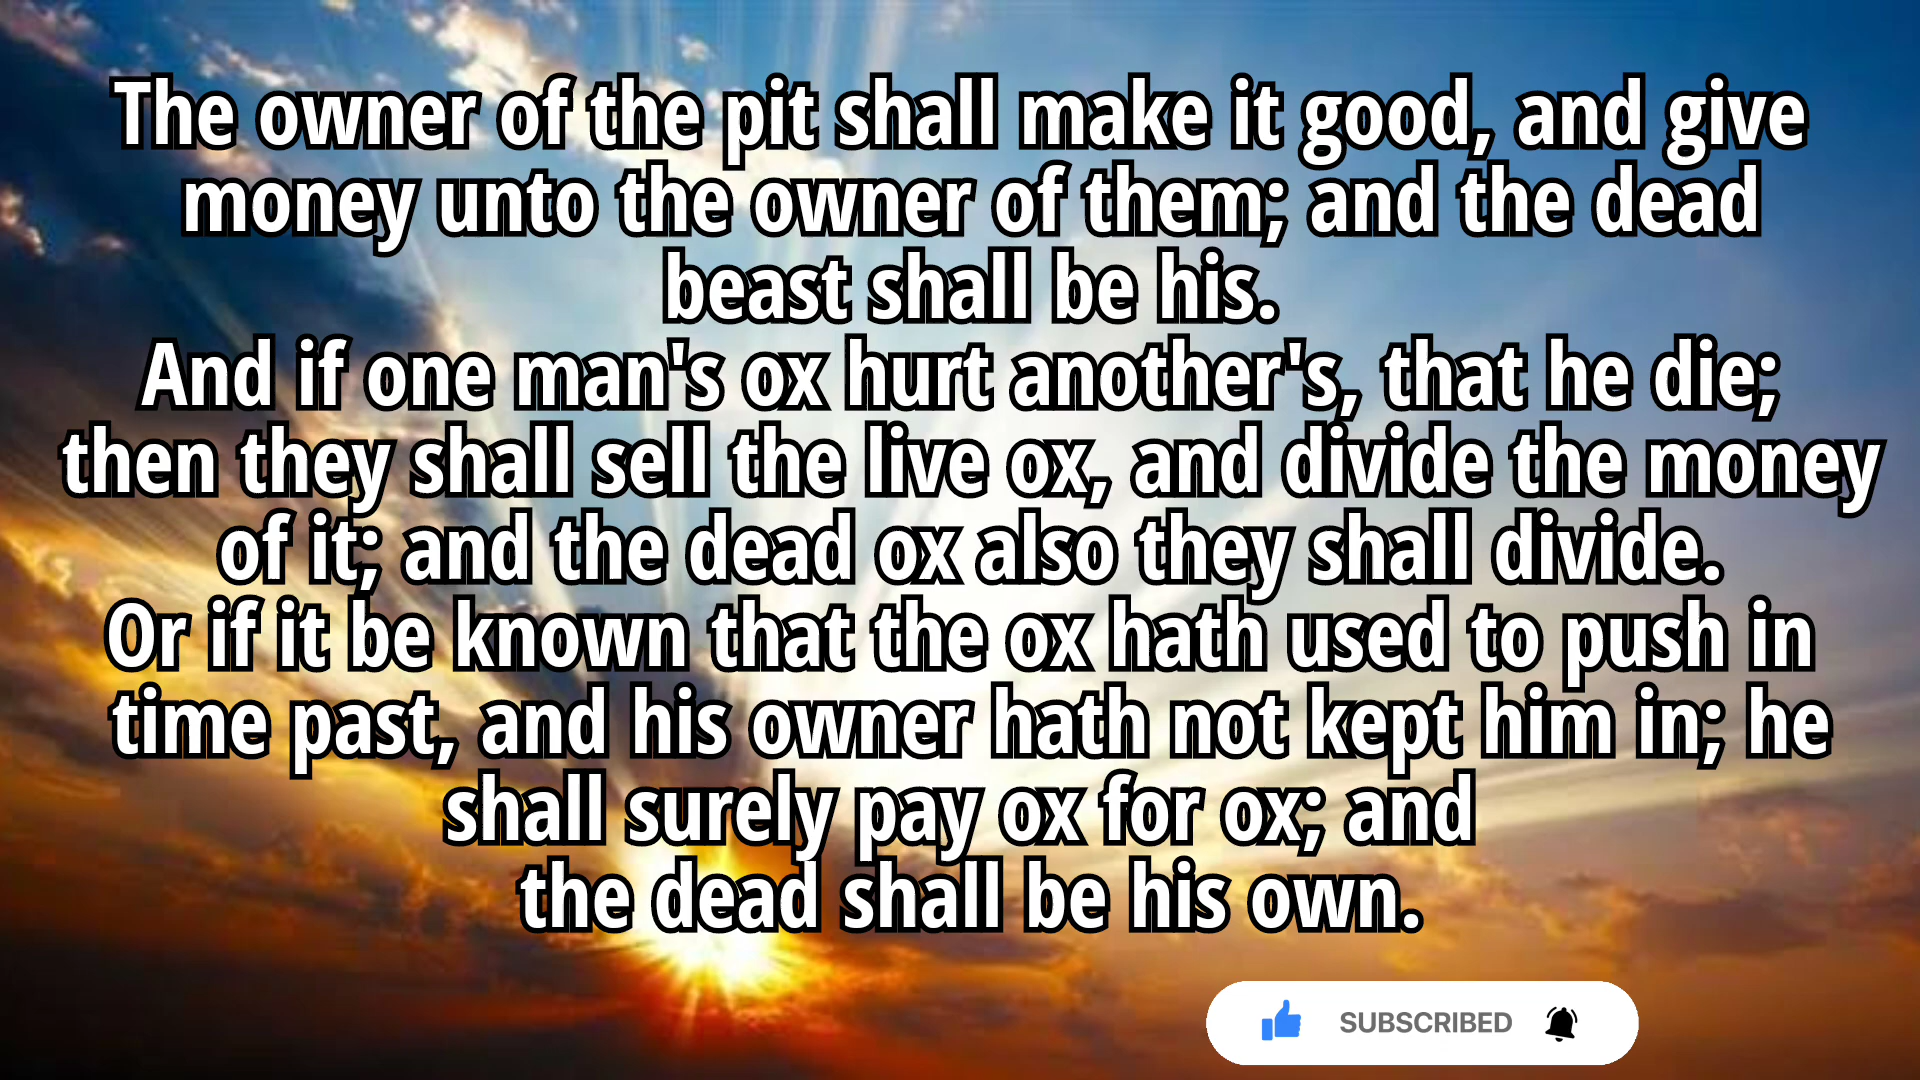 The owner of the pit shall make it good, and give
money unto the owner of them; and the dead
beast shall be his.
And if one man's ox hurt another's, that he die;
then they shall sell the live ox, and divide the money
of it; and the dead ox also they shall divide.
Or if it be known that the ox hath used to push in
time past, and his owner hath not kept him in; he
shall surely pay ox for ox; and
the dead shall be his own.
SUBSCRIBED